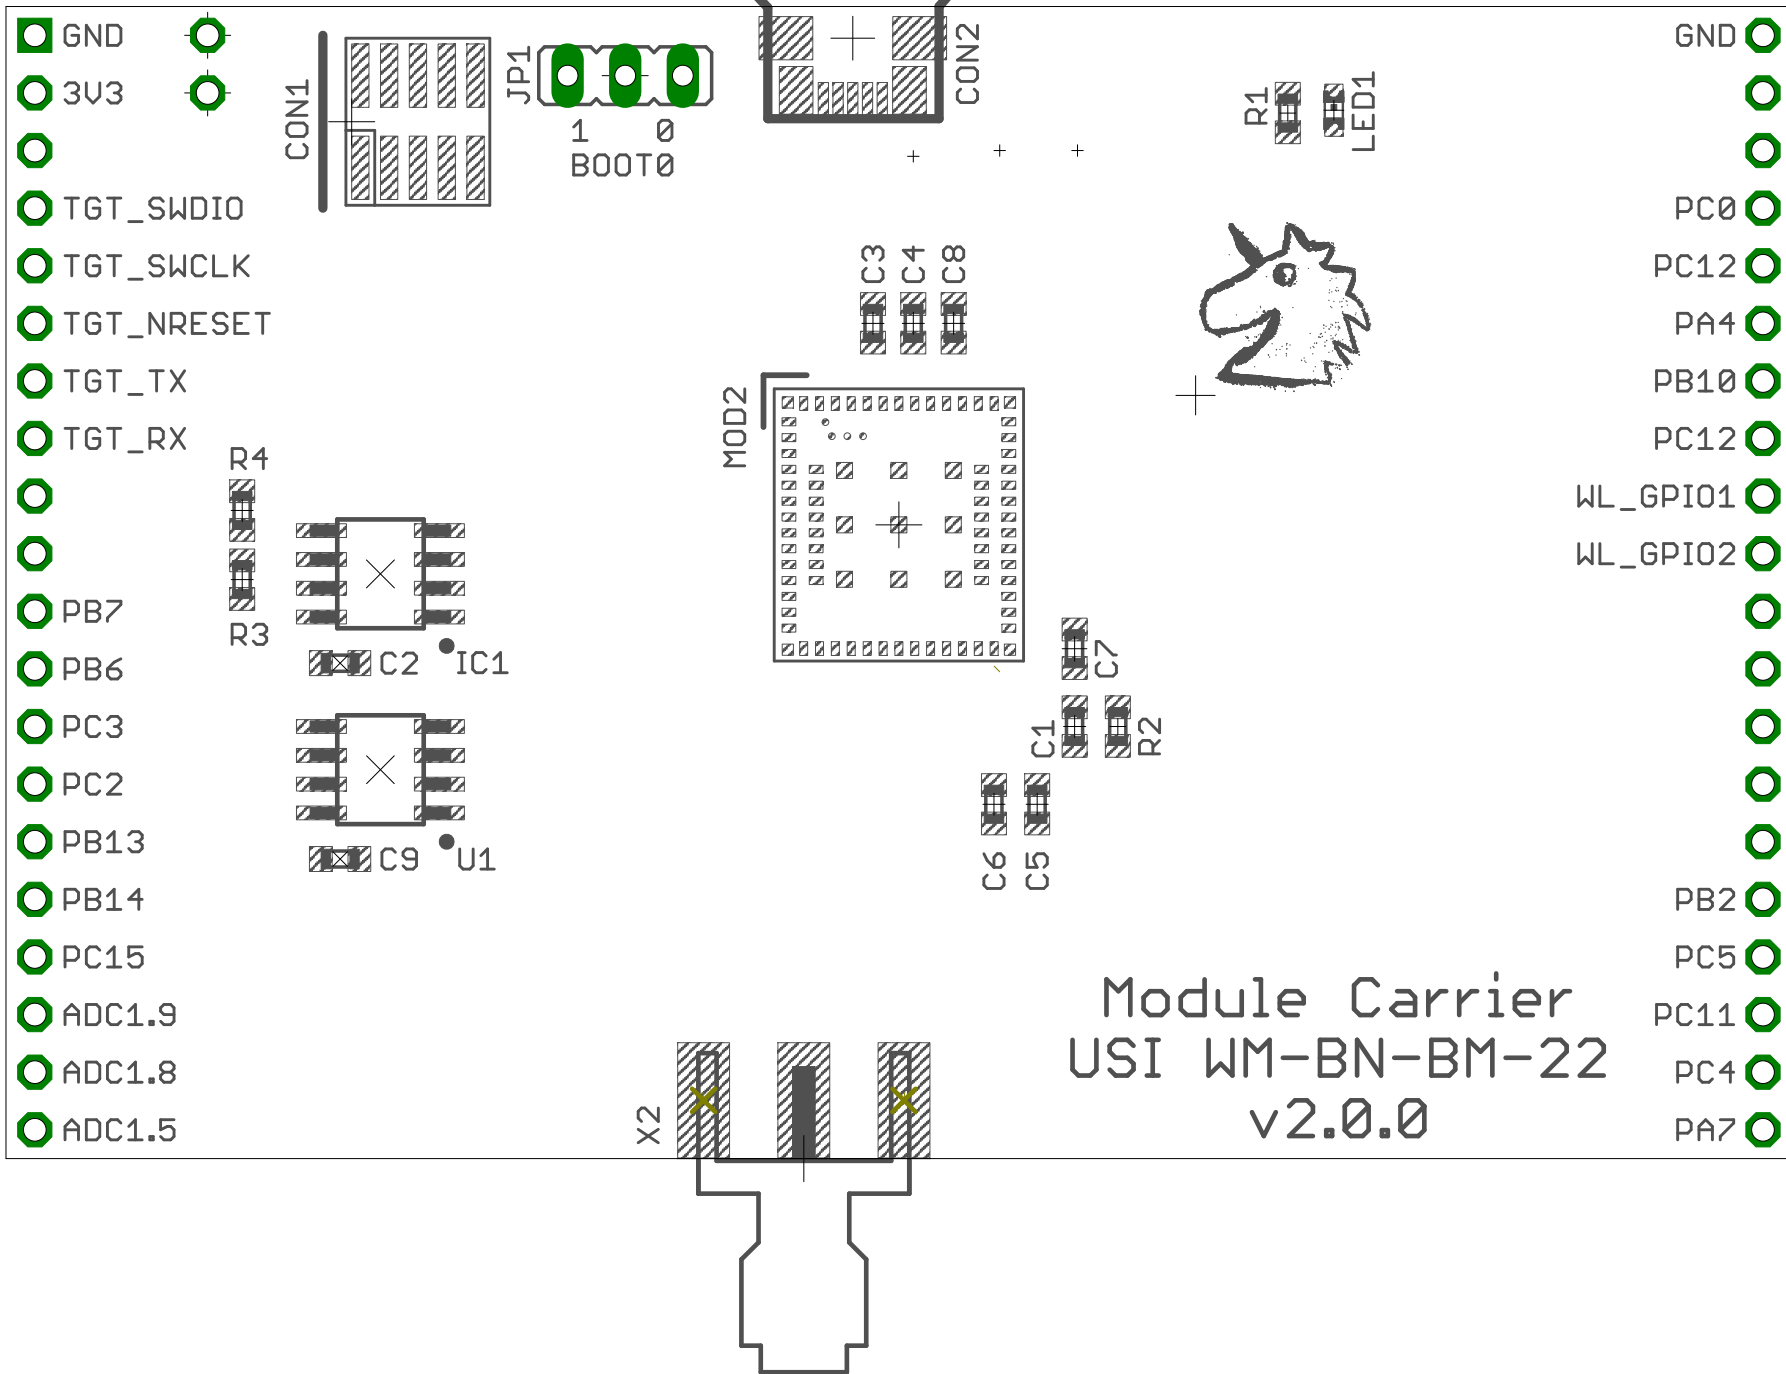 GND
3V3
TGT_SWDIO
TGT_SWCLK
TGT_NRESET
TGT_TX
TGT_RX
PB7
PB6
PC3
PC2
PB13
PB14
PC15
ADC1.9
ADC1.8
ADC1.5
CON1
JP1
1 0
BOOT0
CON2
R1
LED1
C3
C4
C8
MOD2
R4
R3
C2
IC1
C9
U1
C7
C1
R2
C6
C5
X2
Module Carrier
USI WM-BN-BM-22
v2.0.0
GND
PC0
PC12
PA4
PB10
PC12
WL_GPIO1
WL_GPIO2
PB2
PC5
PC11
PC4
PA7